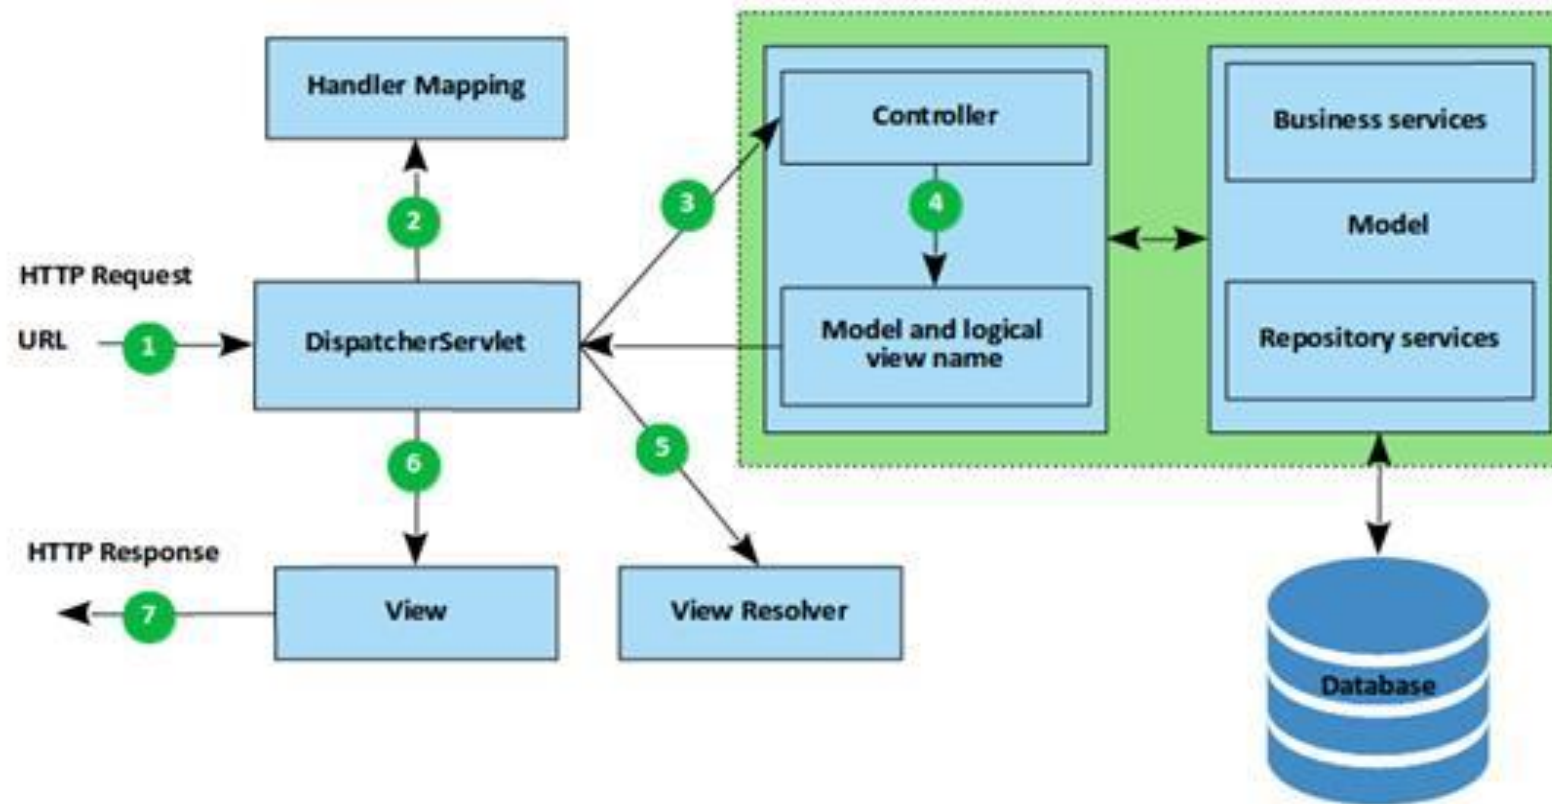 Handler Mapping
Controller
Business services
2
3
4
Model
HTTP Request
URL
1
DispatcherServlet
Model and logical
view name
Repository services
6
5
HTTP Response
7
View
View Resolver
Database